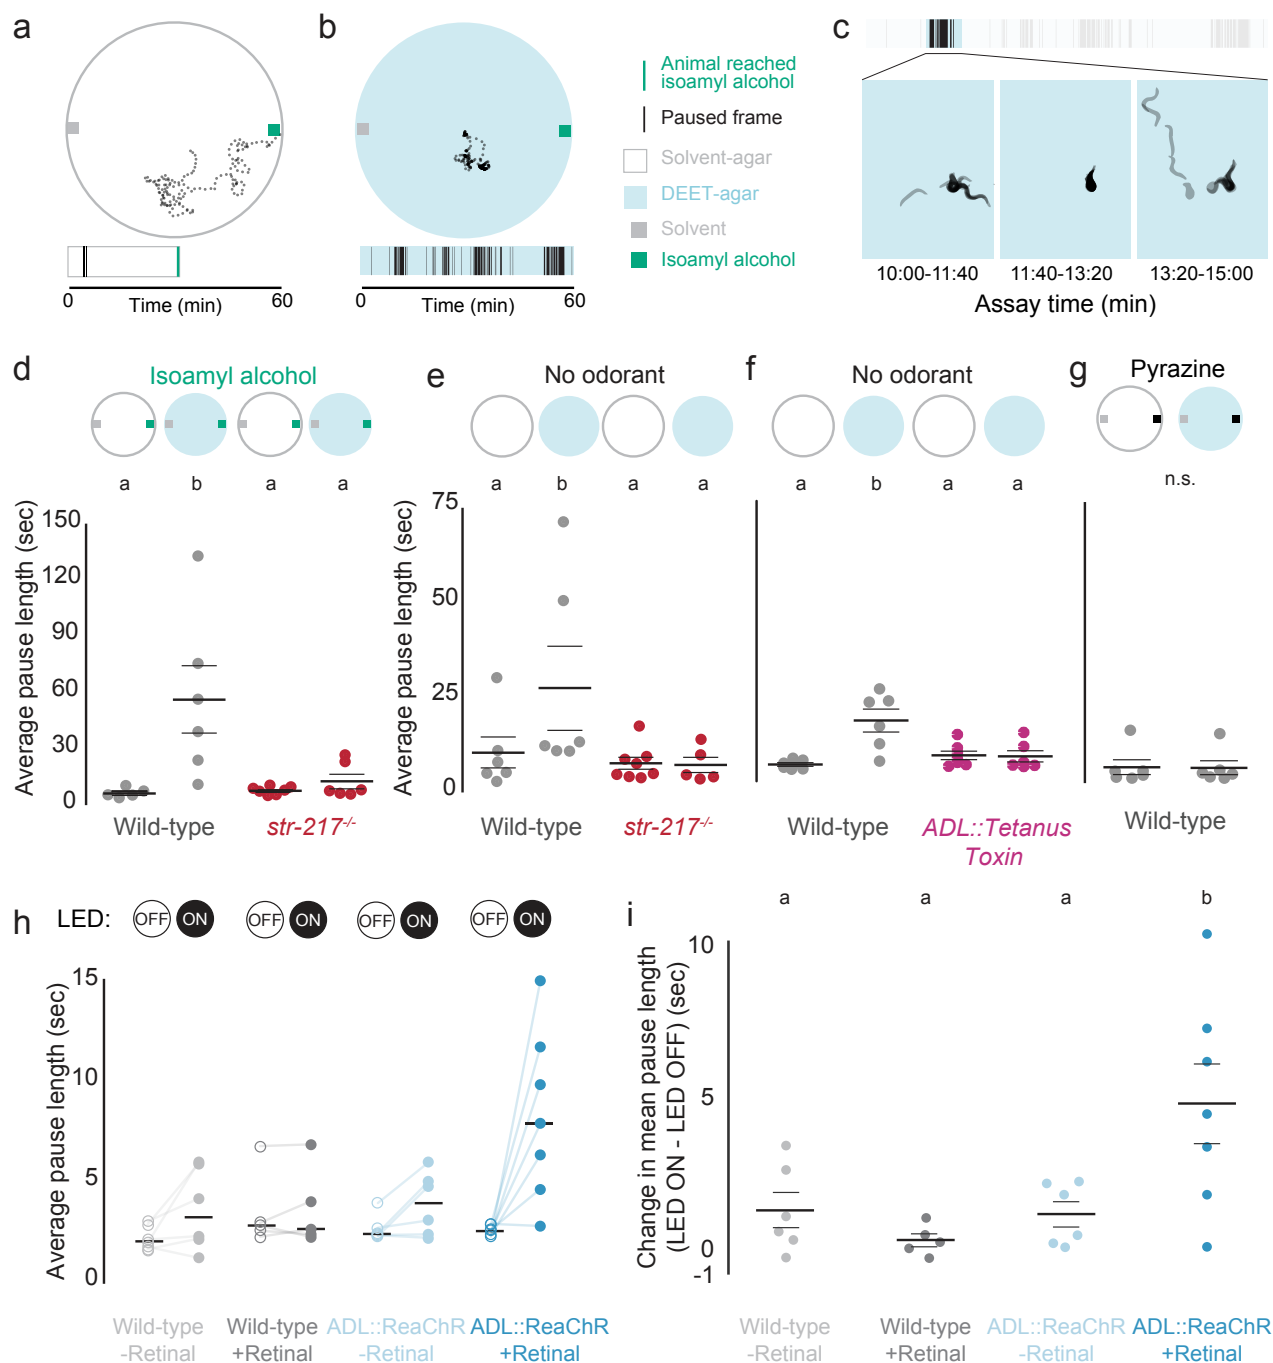 a
b
c
Animal reached
isoamyl alcohol
Paused frame
Solvent-agar
DEET-agar
Solvent
Isoamyl alcohol
0
Time (min)
60
0
Time (min)
60
10:00-11:40
11:40-13:20
13:20-15:00
Assay time (min)
d
Isoamyl alcohol
a
b
a
a
Average pause length (sec)
150
120
90
60
30
0
Wild-type
str-217-/-
e
No odorant
a
b
a
a
Average pause length (sec)
75
50
25
0
Wild-type
str-217-/-
f
No odorant
a
b
a
a
Wild-type
ADL::Tetanus
Toxin
g
Pyrazine
n.s.
Wild-type
h
LED:
OFF
ON
OFF
ON
OFF
ON
OFF
ON
Average pause length (sec)
15
10
5
0
Wild-type
-Retinal
Wild-type
+Retinal
ADL::ReaChR
-Retinal
ADL::ReaChR
+Retinal
i
a
a
a
b
Change in mean pause length
(LED ON - LED OFF) (sec)
10
5
0
-1
Wild-type
-Retinal
Wild-type
+Retinal
ADL::ReaChR
-Retinal
ADL::ReaChR
+Retinal